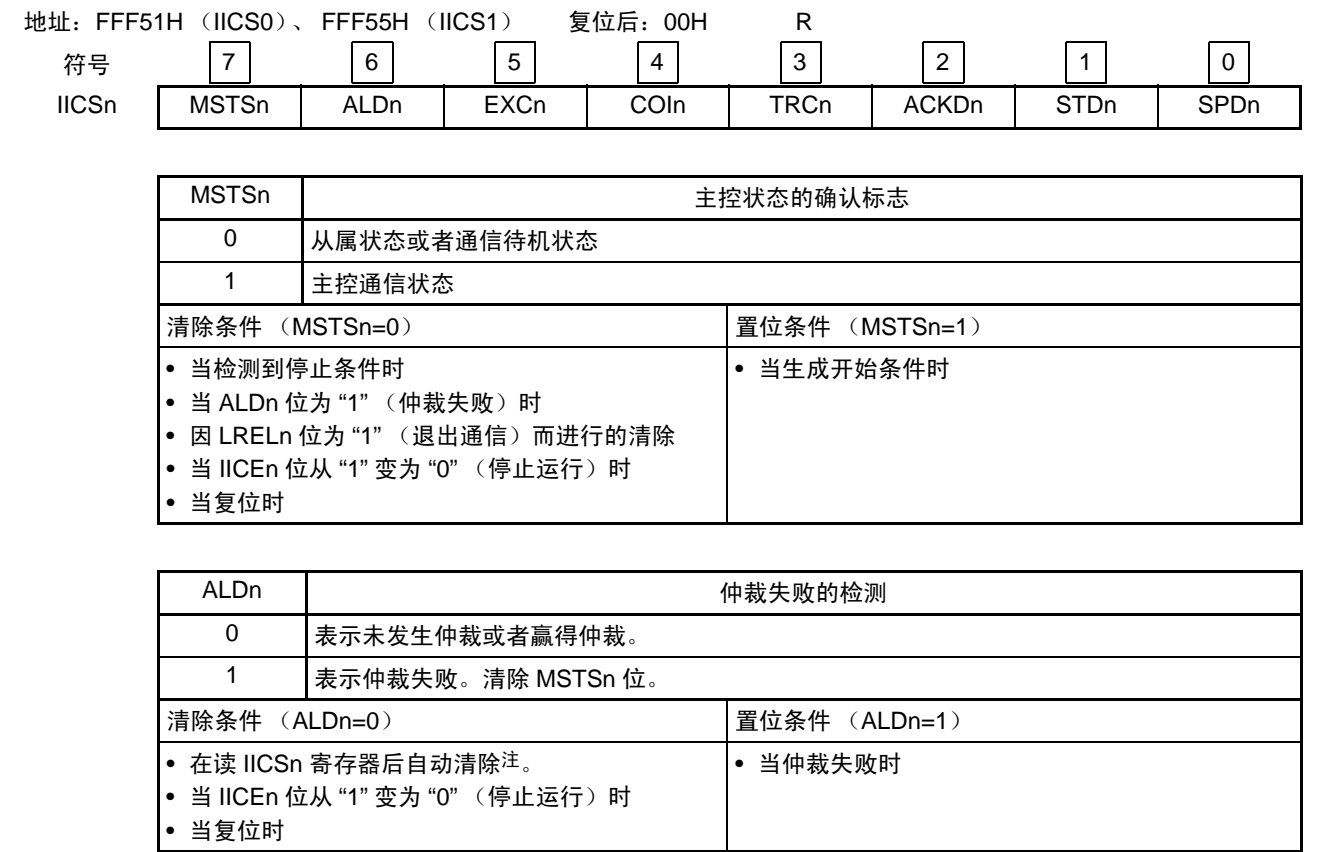 地址：FFF51H （IICS0）、 FFF55H （IICS1） 复位后：00H R
符号 7 6 5 4 3 2 1 0
IICSn MSTSn ALDn EXCn COIn TRCn ACKDn STDn SPDn
MSTSn 主控状态的确认标志
0 从属状态或者通信待机状态
1 主控通信状态
清除条件 （MSTSn=0） 置位条件 （MSTSn=1）
• 当检测到停止条件时 • 当生成开始条件时
• 当 ALDn 位为 “1” （仲裁失败）时
• 因 LRELn 位为 “1” （退出通信）而进行的清除
• 当 IICEn 位从 “1” 变为 “0” （停止运行）时
• 当复位时
ALDn 仲裁失败的检测
0 表示未发生仲裁或者赢得仲裁。
1 表示仲裁失败。清除 MSTSn 位。
清除条件 （ALDn=0） 置位条件 （ALDn=1）
• 在读 IICSn 寄存器后自动清除注。 • 当仲裁失败时
• 当 IICEn 位从 “1” 变为 “0” （停止运行）时
• 当复位时